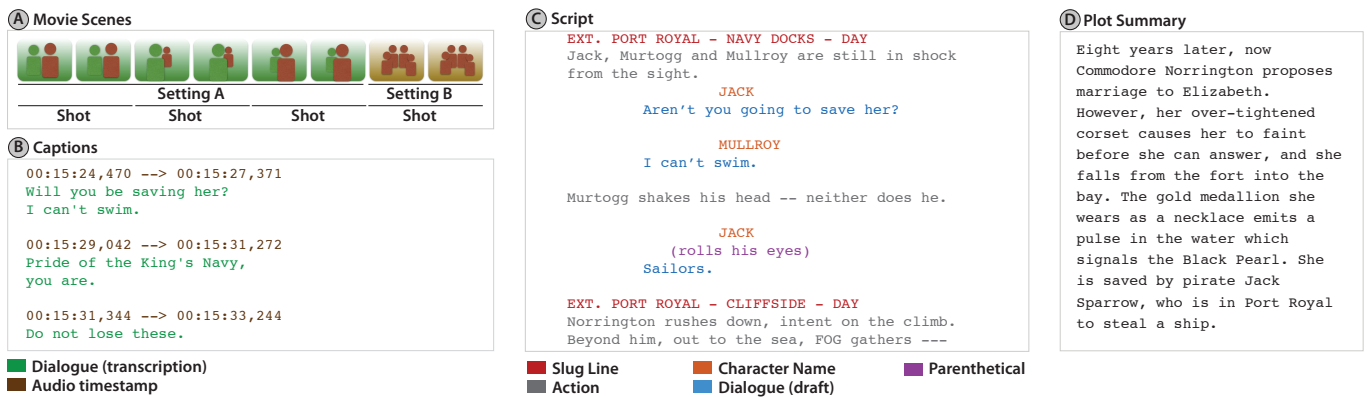 A Movie Scenes
Setting A
Setting B
Shot
Shot
Shot
Shot
B Captions
00:15:24,470 --> 00:15:27,371
Will you be saving her?
I can't swim.
00:15:29,042 --> 00:15:31,272
Pride of the King's Navy,
you are.
00:15:31,344 --> 00:15:33,244
Do not lose these.
Dialogue (transcription)
Audio timestamp
C Script
EXT. PORT ROYAL - NAVY DOCKS - DAY
Jack, Murtogg and Mullroy are still in shock
from the sight.
JACK
Aren't you going to save her?
MULLROY
I can't swim.
Murtogg shakes his head -- neither does he.
JACK
(rolls his eyes)
Sailors.
EXT. PORT ROYAL - CLIFFSIDE - DAY
Norrington rushes down, intent on the climb.
Beyond him, out to the sea, FOG gathers ---
Slug Line
Character Name
Parenthetical
Action
Dialogue (draft)
D Plot Summary
Eight years later, now
Commodore Norrington proposes
marriage to Elizabeth.
However, her over-tightened
corset causes her to faint
before she can answer, and she
falls from the fort into the
bay. The gold medallion she
wears as a necklace emits a
pulse in the water which
signals the Black Pearl. She
is saved by pirate Jack
Sparrow, who is in Port Royal
to steal a ship.